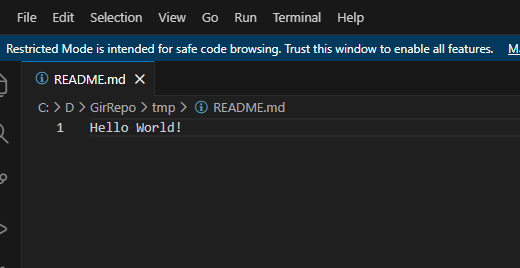 File Edit Selection View Go Run Terminal Help
Restricted Mode is intended for safe code browsing. Trust this window to enable all features.
README.md
C: > D > GirRepo > tmp > README.md
1 Hello World!